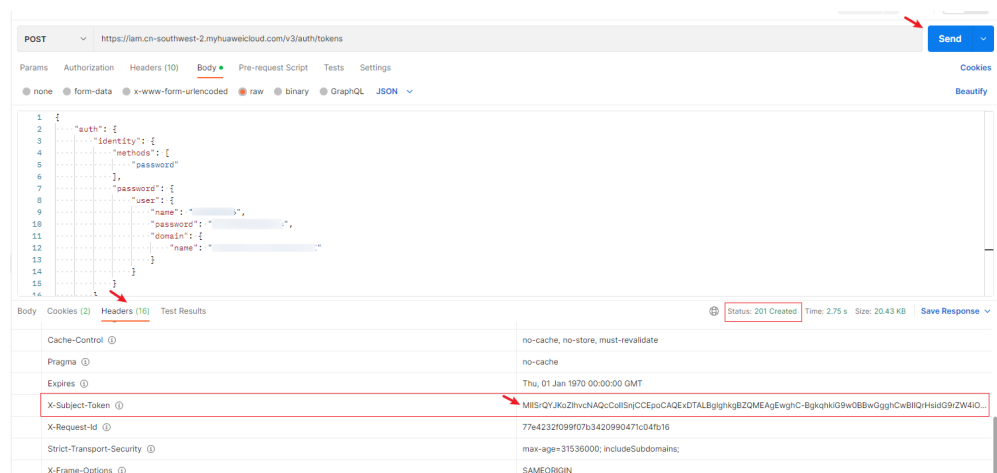 POST https://iam.cn-southwest-2.myhuaweicloud.com/v3/auth/tokens Send
Params Authorization Headers (10) Body Pre-request Script Tests Settings Cookies
none form-data x-www-form-urlencoded raw binary GraphQL JSON Beautify
1 {
2 "auth": {
3 "identity": {
4 "methods": [
5 "password"
6 ],
7 "password": {
8 "user": {
9 "name": "
10 "password": "
11 "domain": {
12 "name": "
13 }
14 }
15 }
16 }
Body Cookies (2) Headers (16) Test Results Status: 201 Created Time: 2.75 s Size: 20.43 KB Save Response
Cache-Control no-cache, no-store, must-revalidate
Pragma no-cache
Expires Thu, 01 Jan 1970 00:00:00 GMT
X-Subject-Token
X-Request-Id 77e4232f099f07b3420990471c04fb16
Strict-Transport-Security max-age=31536000; includeSubdomains;
X-Frame-Options SAMEORIGIN